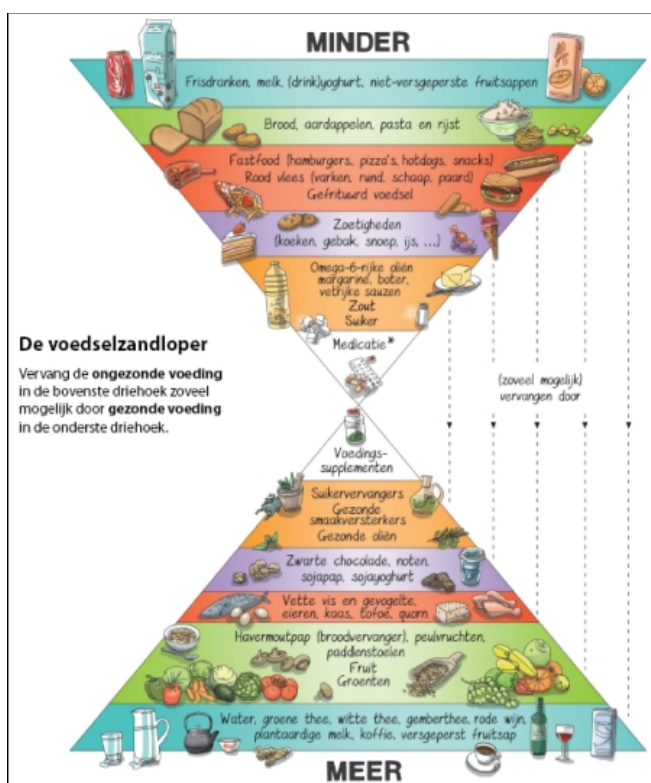 MINDER
Frisdranken, melk, (drink)yoghurt, niet-versgeperste fruitsappen
Brood, aardappelen, pasta en rijst
Fastfood (hamburgers, pizza's, hotdogs, snacks)
Rood vlees (varken, rund, schaap, paard)
Gefrituurd voedsel
Zoetigheden
(koeken, gebak, snoep, ijs, ...)
Omega-6-rijke oliën
margarine, boter,
vetrijke sauzen
Zout
Suiker
Medicatie*
De voedselzandloper
Vervang de ongezonde voeding
in de bovenste driehoek zoveel
mogelijk door gezonde voeding
in de onderste driehoek.
(zoveel mogelijk)
vervangen door
Voedings-
supplementen
Suikervervangers
Gezonde
smaakversterkers
Gezonde oliën
Zwarte chocolade, noten,
sojapap, sojayoghurt
Vette vis en gevogelte,
eieren, kaas, tofoe, quorn
Havermoutpap (broodvervanger), peulvruchten,
paddenstoelen
Fruit
Groenten
Water, groene thee, witte thee, gemberthee, rode wijn,
plantaardige melk, koffie, versgeperst fruitsap
MEER